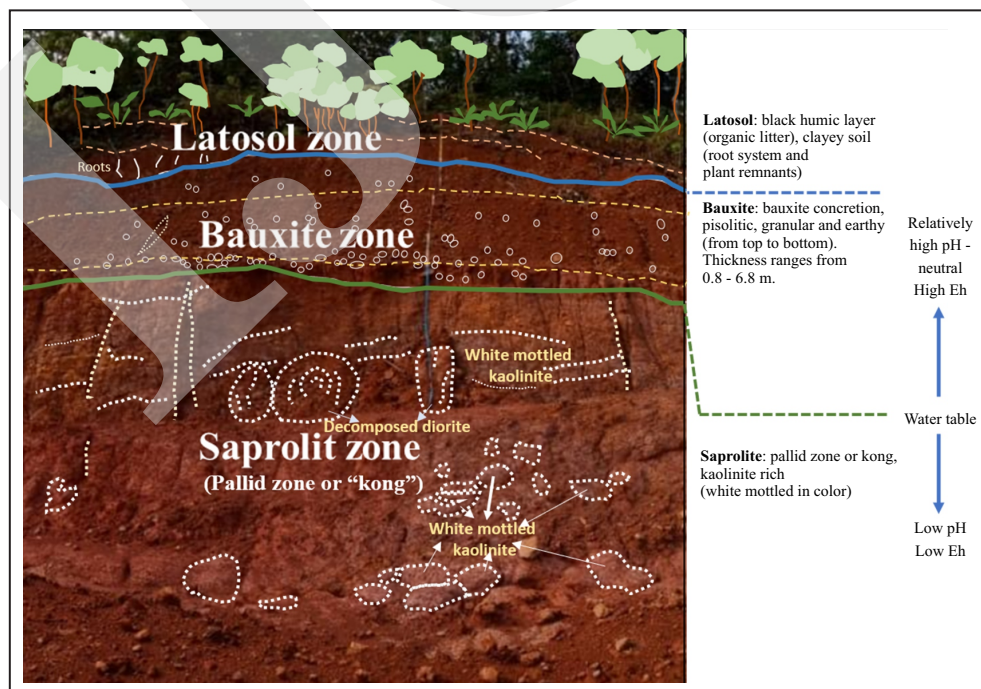 Latosol zone
Roots
Bauxite zone
White mottled
kaolinite
Decomposed diorite
Saprolit zone
(Pallid zone or “kong”)
White mottled
kaolinite
Latosol: black humic layer
(organic litter), clayey soil
(root system and
plant remnants)
Bauxite: bauxite concretion,
pisolitic, granular and earthy
(from top to bottom).
Thickness ranges from
0.8 - 6.8 m.
Relatively
high pH -
neutral
High Eh
Water table
Saprolite: pallid zone or kong,
kaolinite rich
(white mottled in color)
Low pH
Low Eh